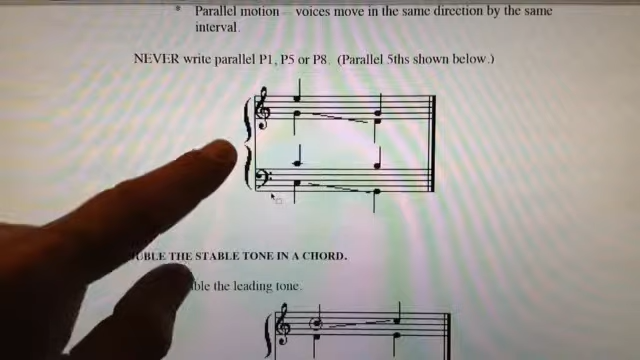 * Parallel motion – voices move in the same direction by the same
interval.
NEVER write parallel P1, P5 or P8. (Parallel 5ths shown below.)
UBLE THE STABLE TONE IN A CHORD.
ble the leading tone.